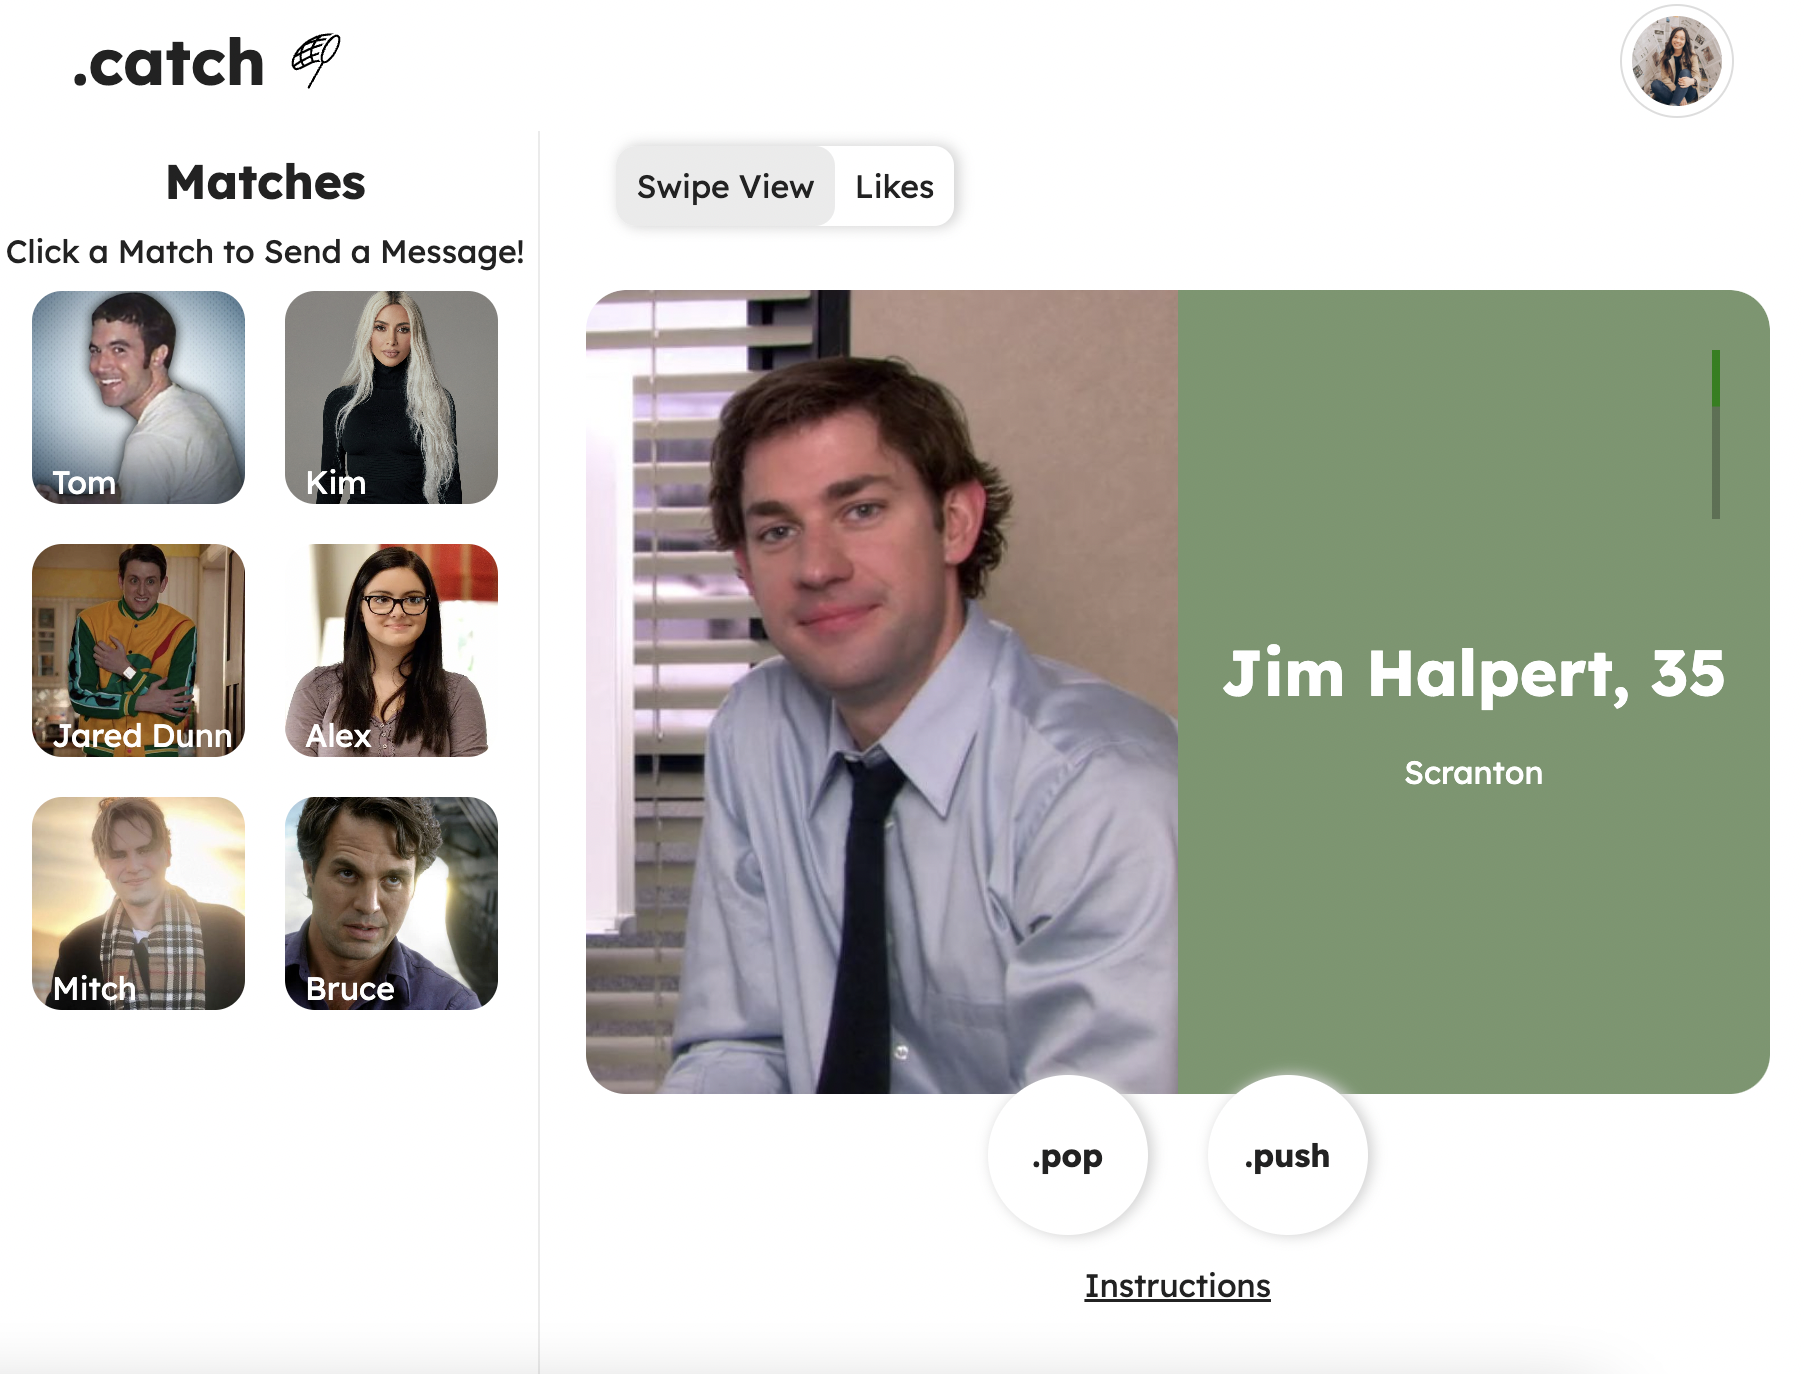 .catch
Matches
Click a Match to Send a Message!
Tom
Kim
Jared Dunn
Alex
Mitch
Bruce
Swipe View
Likes
Jim Halpert, 35
Scranton
.pop
.push
Instructions